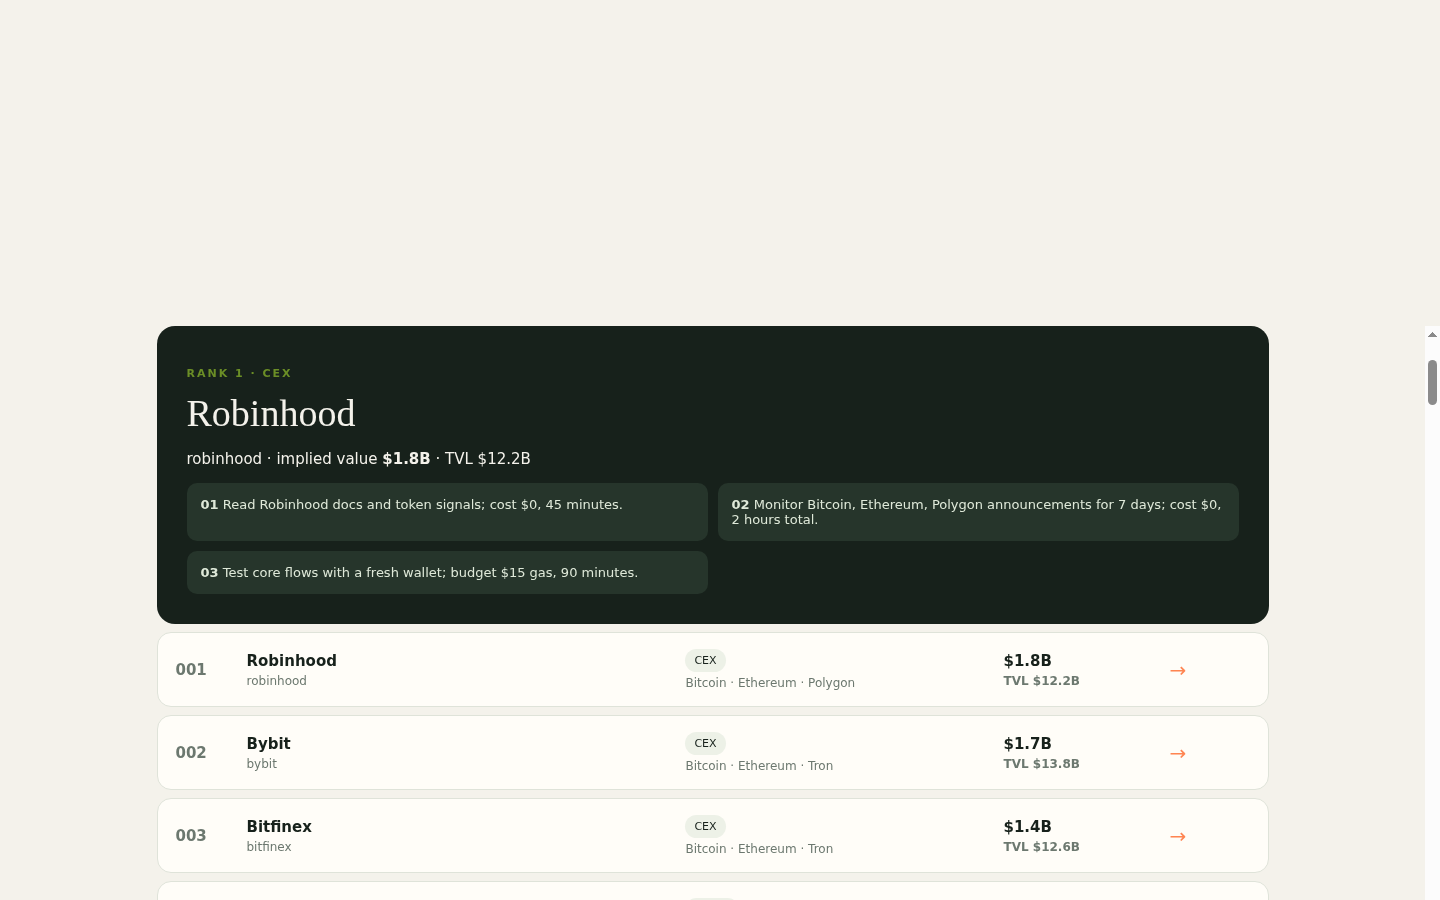 RANK 1 · CEX
Robinhood
robinhood · implied value $1.8B · TVL $12.2B
01 Read Robinhood docs and token signals; cost $0, 45 minutes.
02 Monitor Bitcoin, Ethereum, Polygon announcements for 7 days; cost $0,
2 hours total.
03 Test core flows with a fresh wallet; budget $15 gas, 90 minutes.
001
Robinhood
robinhood
CEX
Bitcoin · Ethereum · Polygon
$1.8B
TVL $12.2B
→
002
Bybit
bybit
CEX
Bitcoin · Ethereum · Tron
$1.7B
TVL $13.8B
→
003
Bitfinex
bitfinex
CEX
Bitcoin · Ethereum · Tron
$1.4B
TVL $12.6B
→